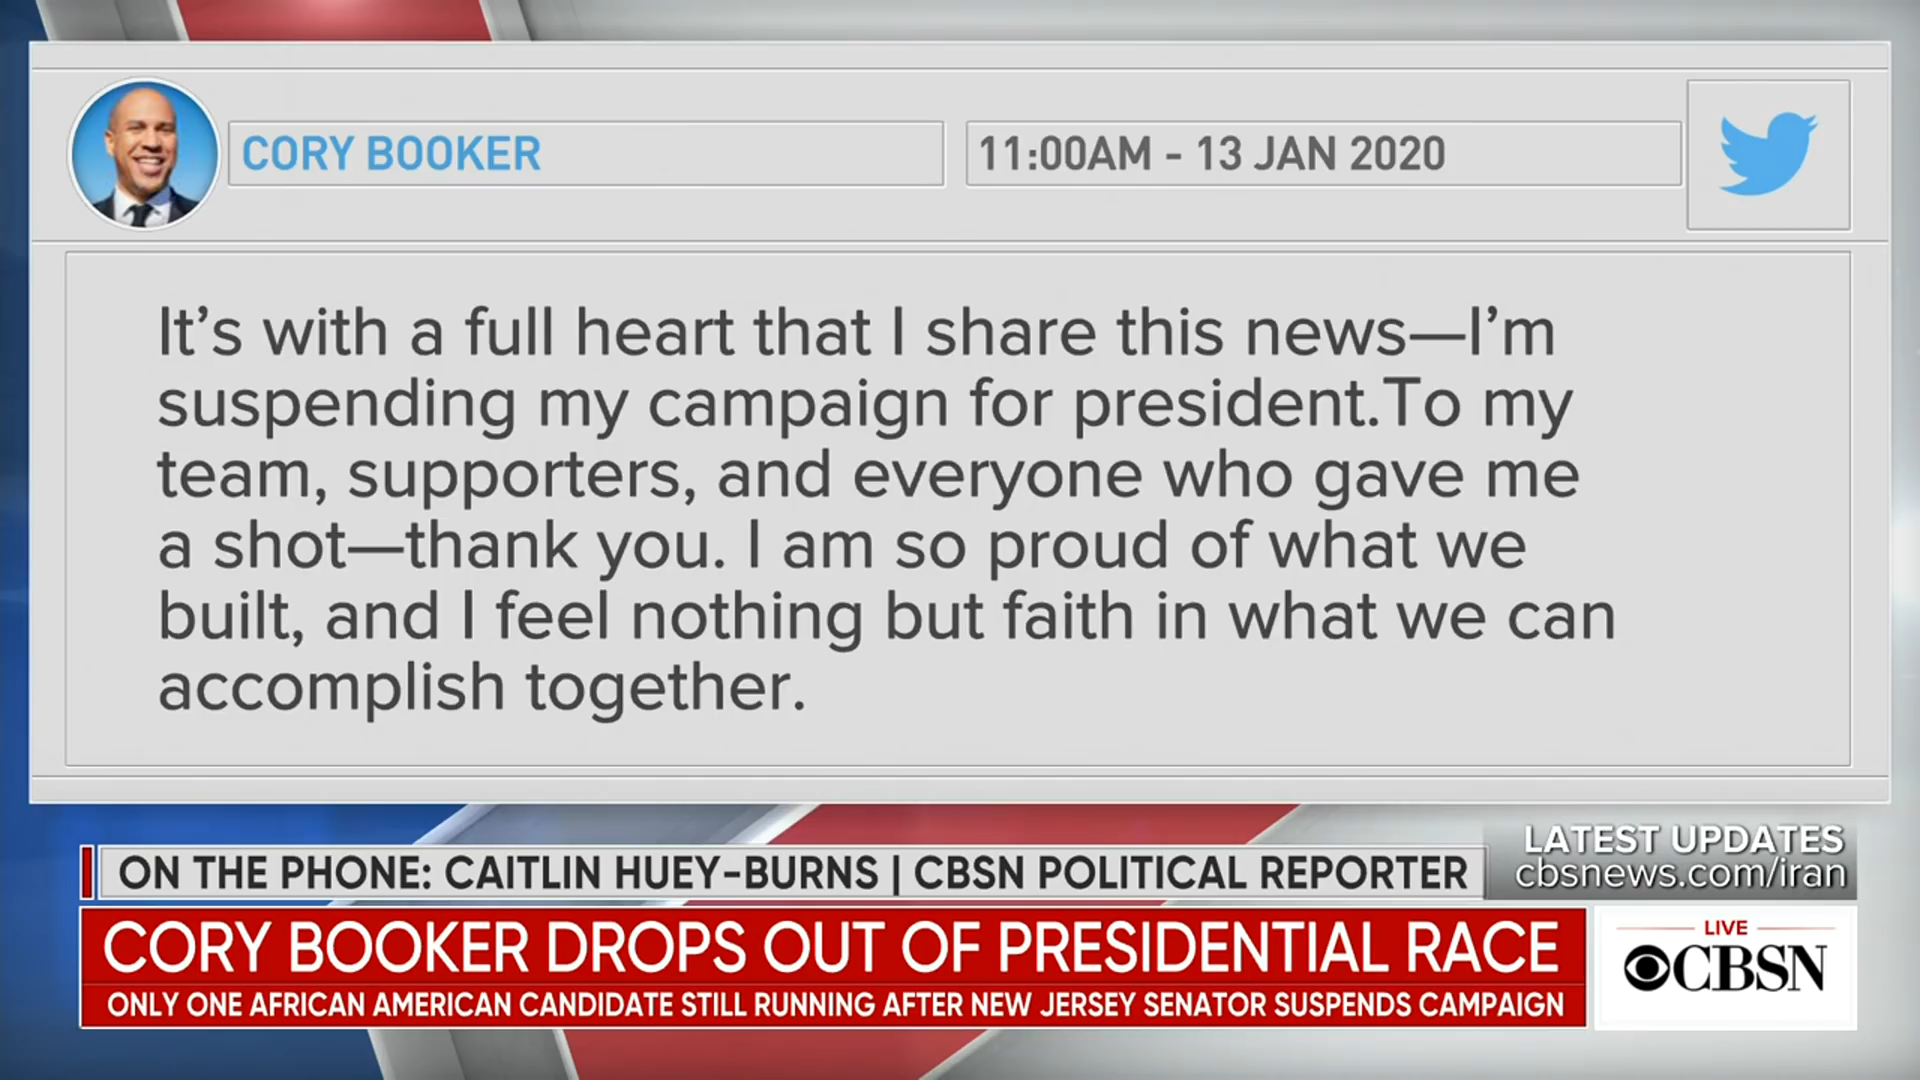 CORY BOOKER
11:00AM - 13 JAN 2020
It's with a full heart that I share this news—I'm
suspending my campaign for president.To my
team, supporters, and everyone who gave me
a shot—thank you. I am so proud of what we
built, and I feel nothing but faith in what we can
accomplish together.
LATEST UPDATES
cbsnews.com/iran
ON THE PHONE: CAITLIN HUEY-BURNS | CBSN POLITICAL REPORTER
CORY BOOKER DROPS OUT OF PRESIDENTIAL RACE
ONLY ONE AFRICAN AMERICAN CANDIDATE STILL RUNNING AFTER NEW JERSEY SENATOR SUSPENDS CAMPAIGN
LIVE
CBSN